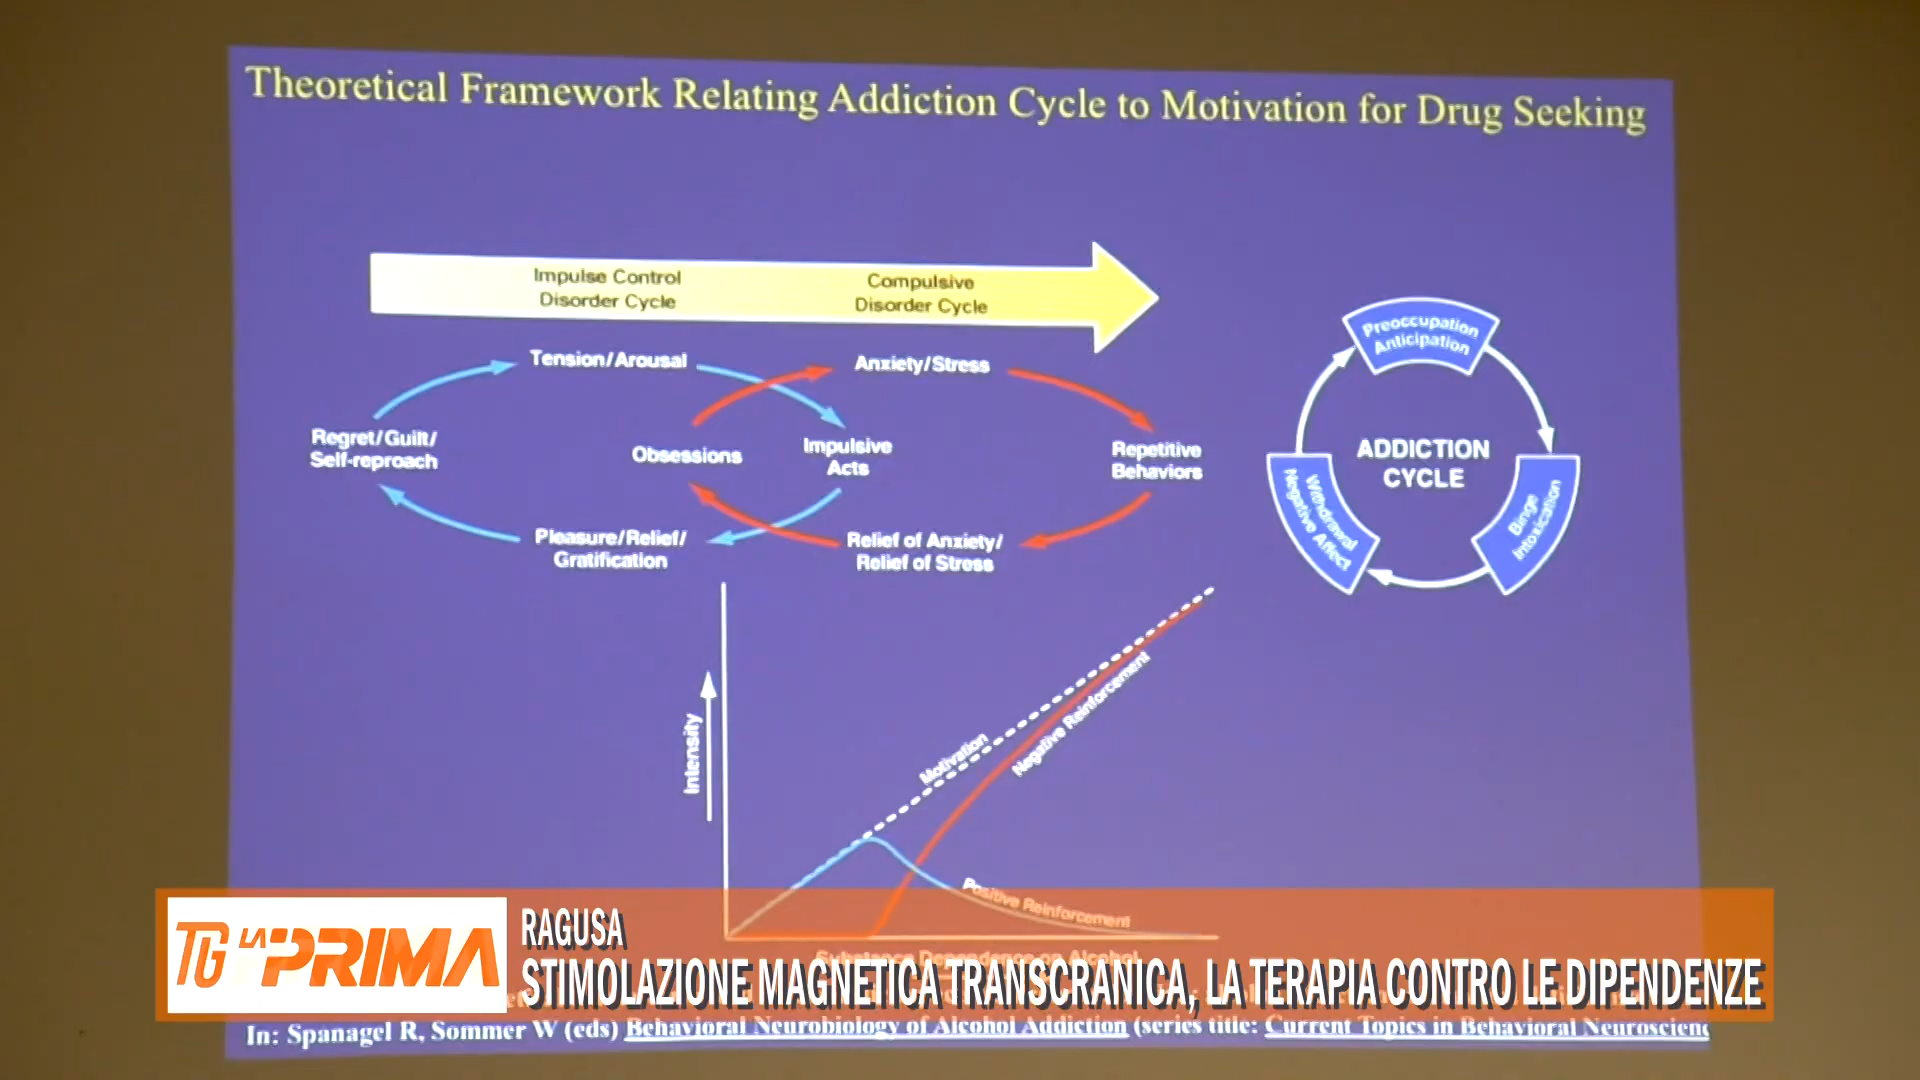 Theoretical Framework Relating Addiction Cycle to Motivation for Drug Seeking
Impulse Control
Disorder Cycle
Compulsive
Disorder Cycle
Tension/Arousal
Anxiety/Stress
Regret/Guilt/
Self-reproach
Obsessions
Impulsive
Acts
Repetitive
Behaviors
Pleasure/Relief/
Gratification
Relief of Anxiety/
Relief of Stress
Preoccupation
Anticipation
ADDICTION
CYCLE
Withdrawal
Negative Affect
Binge
Intoxication
Intensity
Motivation
Negative Reinforcement
Positive Reinforcement
Substance Dependence on Alcohol
TG LA PRIMA
RAGUSA
STIMOLAZIONE MAGNETICA TRANSCRANICA, LA TERAPIA CONTRO LE DIPENDENZE
In: Spanagel R, Sommer W (eds) Behavioral Neurobiology of Alcohol Addiction (series title: Current Topics in Behavioral Neuroscienc